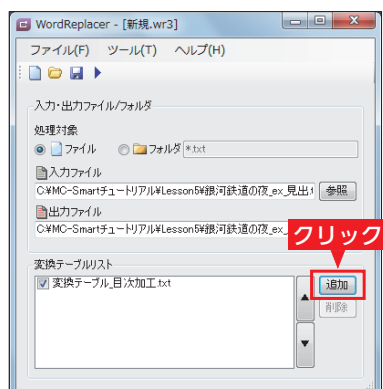 WordReplacer - [新規.wr3]
ファイル(F) ツール(T) ヘルプ(H)
入力・出力ファイル/フォルダ
処理対象
ファイル フォルダ *.txt
入力ファイル
C:¥MC-Smartチュートリアル¥Lesson5¥銀河鉄道の夜_ex_見出 参照
出力ファイル
C:¥MC-Smartチュートリアル¥Lesson5¥銀河鉄道の夜_ex_
クリック
変換テーブルリスト
変換テーブル_目次加工.txt
追加
削除